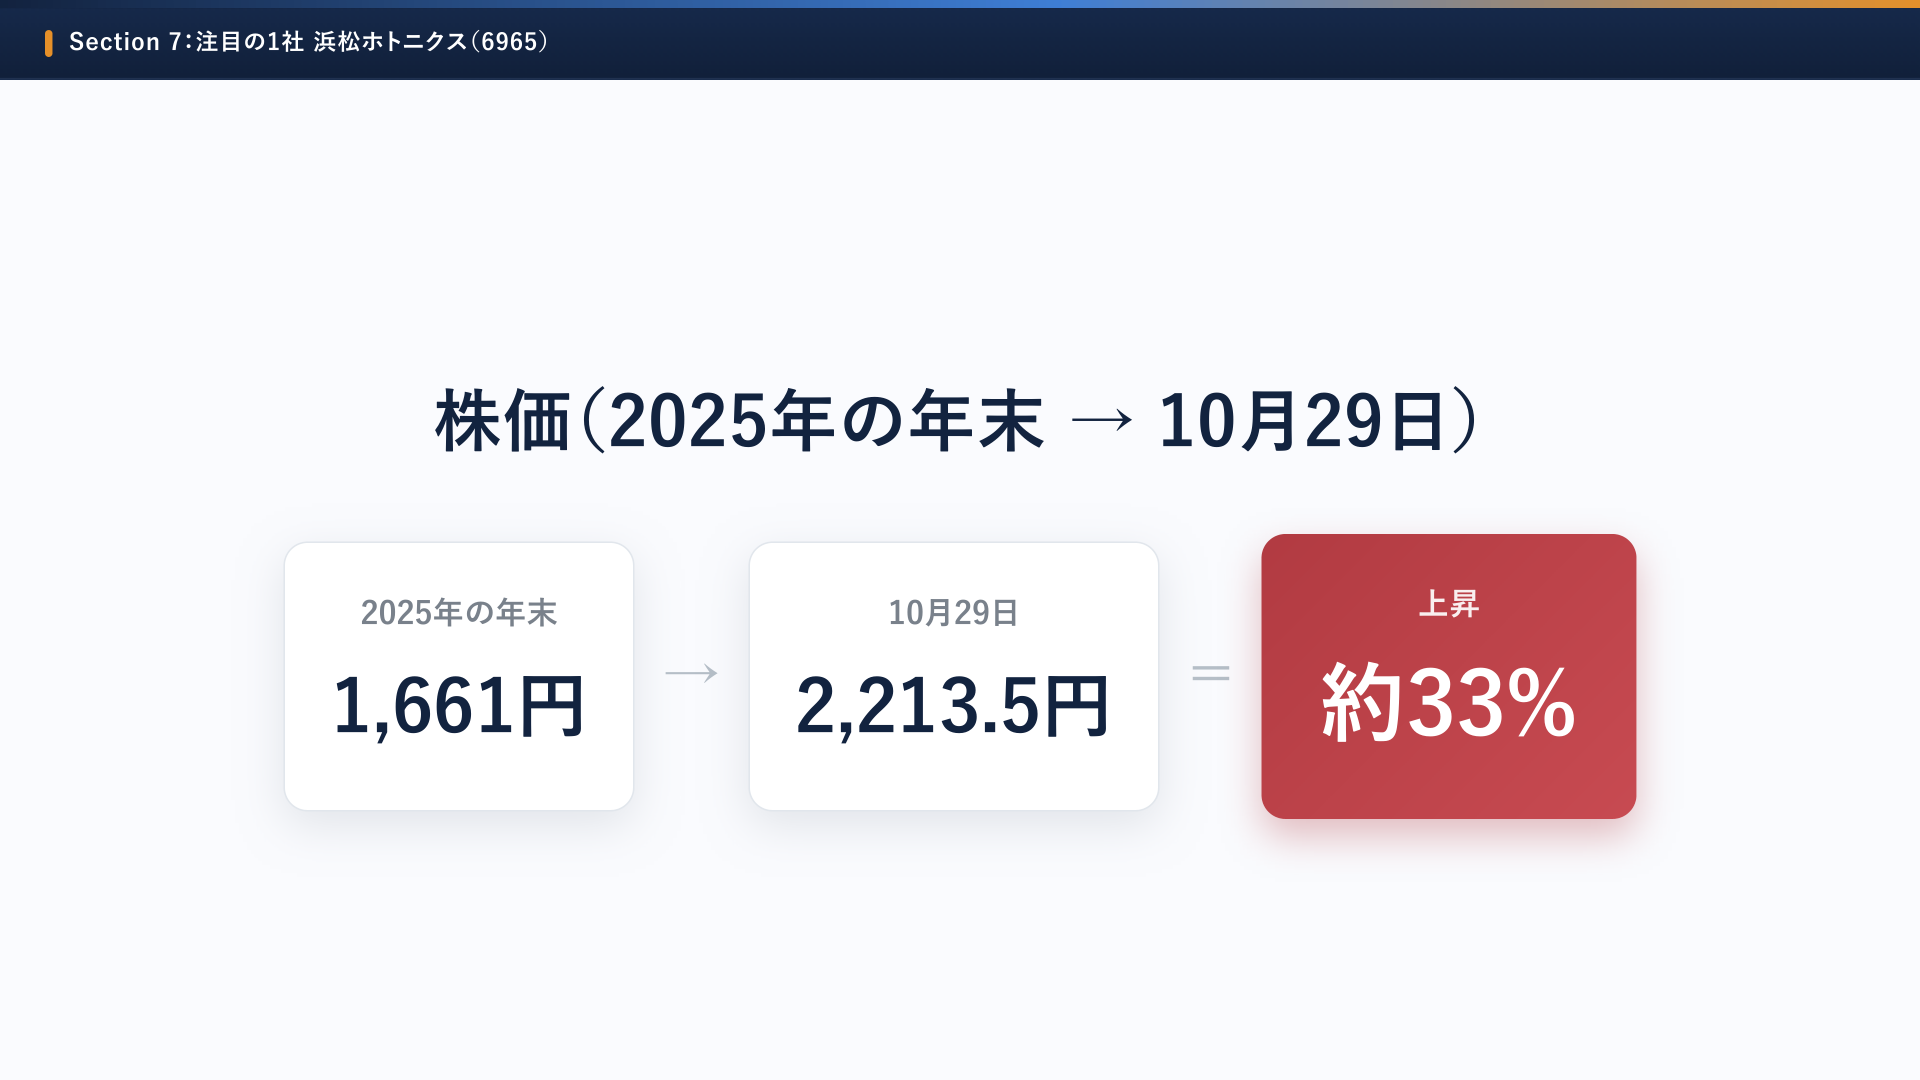 Section 7：注目の1社 浜松ホトニクス（6965）
株価（2025年の年末 → 10月29日）
2025年の年末
1,661円
→
10月29日
2,213.5円
＝
上昇
約33%